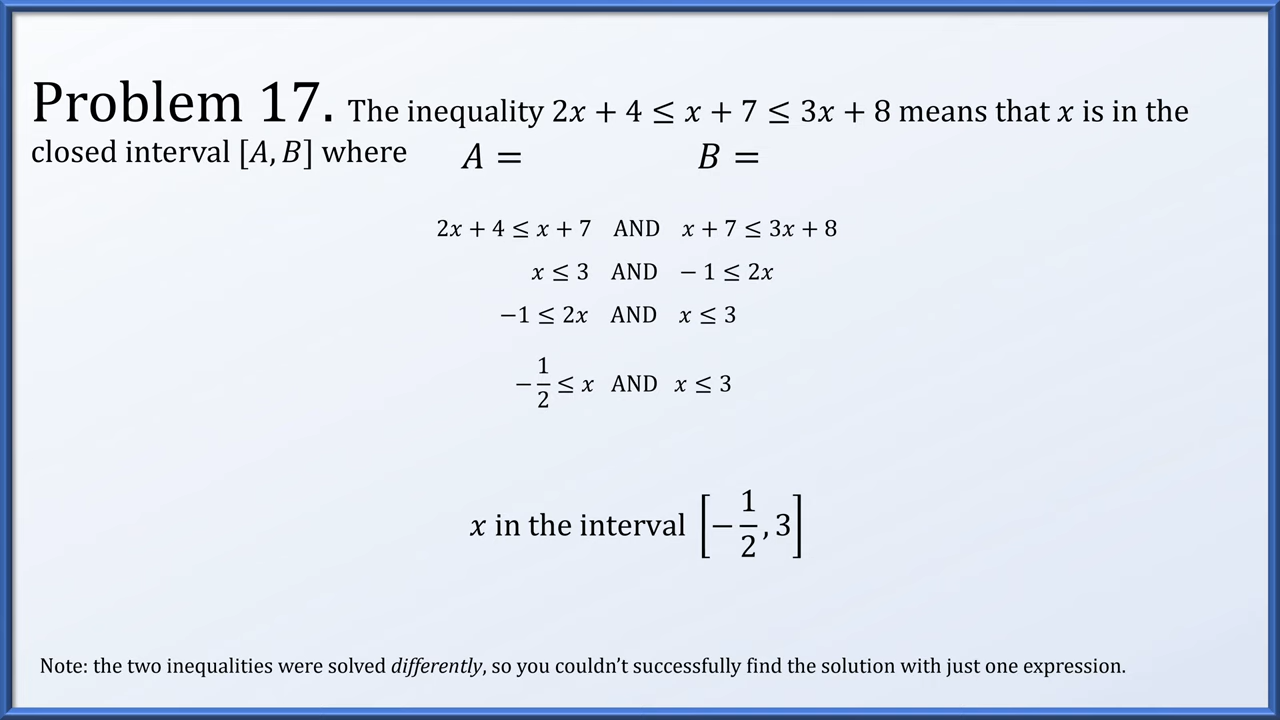 Problem 17. The inequality 2x + 4 ≤ x + 7 ≤ 3x + 8 means that x is in the
closed interval [A, B] where A = B =
2x + 4 ≤ x + 7 AND x + 7 ≤ 3x + 8
x ≤ 3 AND − 1 ≤ 2x
−1 ≤ 2x AND x ≤ 3
−1/2 ≤ x AND x ≤ 3
x in the interval [−1/2, 3]
Note: the two inequalities were solved differently, so you couldn’t successfully find the solution with just one expression.